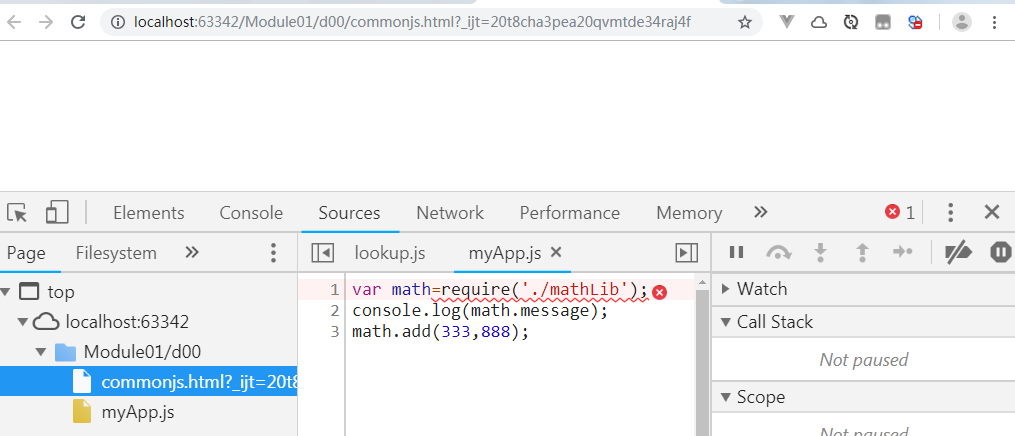 localhost:63342/Module01/d00/commonjs.html?_ijt=20t8cha3pea20qvmtde34raj4f
Elements Console Sources Network Performance Memory » 1
Page Filesystem » lookup.js myApp.js
top
localhost:63342
Module01/d00
commonjs.html?_ijt=20t8
myApp.js
1 var math=require('./mathLib');
2 console.log(math.message);
3 math.add(333,888);
Watch
Call Stack
Not paused
Scope
Not paused